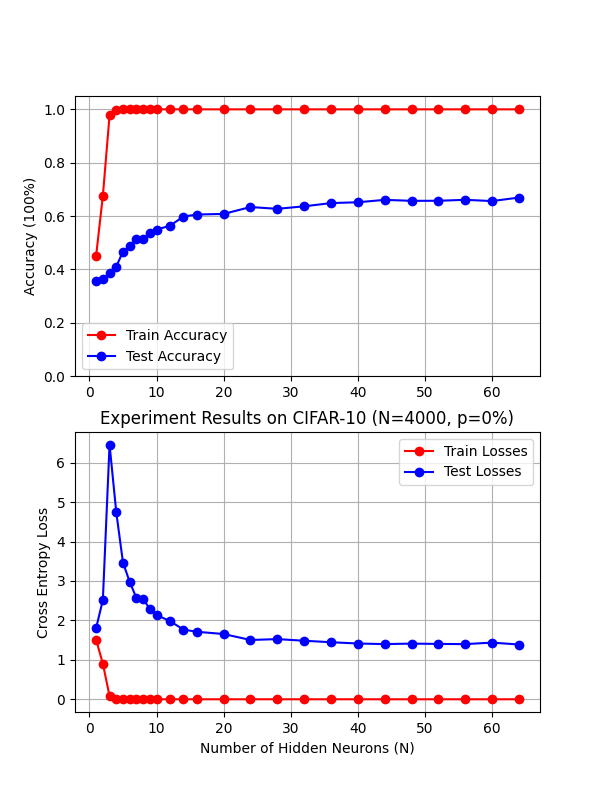 1.0
0.8
0.6
0.4
0.2
0.0
Accuracy (100%)
Train Accuracy
Test Accuracy
0 10 20 30 40 50 60
Experiment Results on CIFAR-10 (N=4000, p=0%)
Train Losses
Test Losses
6
5
4
3
2
1
0
Cross Entropy Loss
0 10 20 30 40 50 60
Number of Hidden Neurons (N)